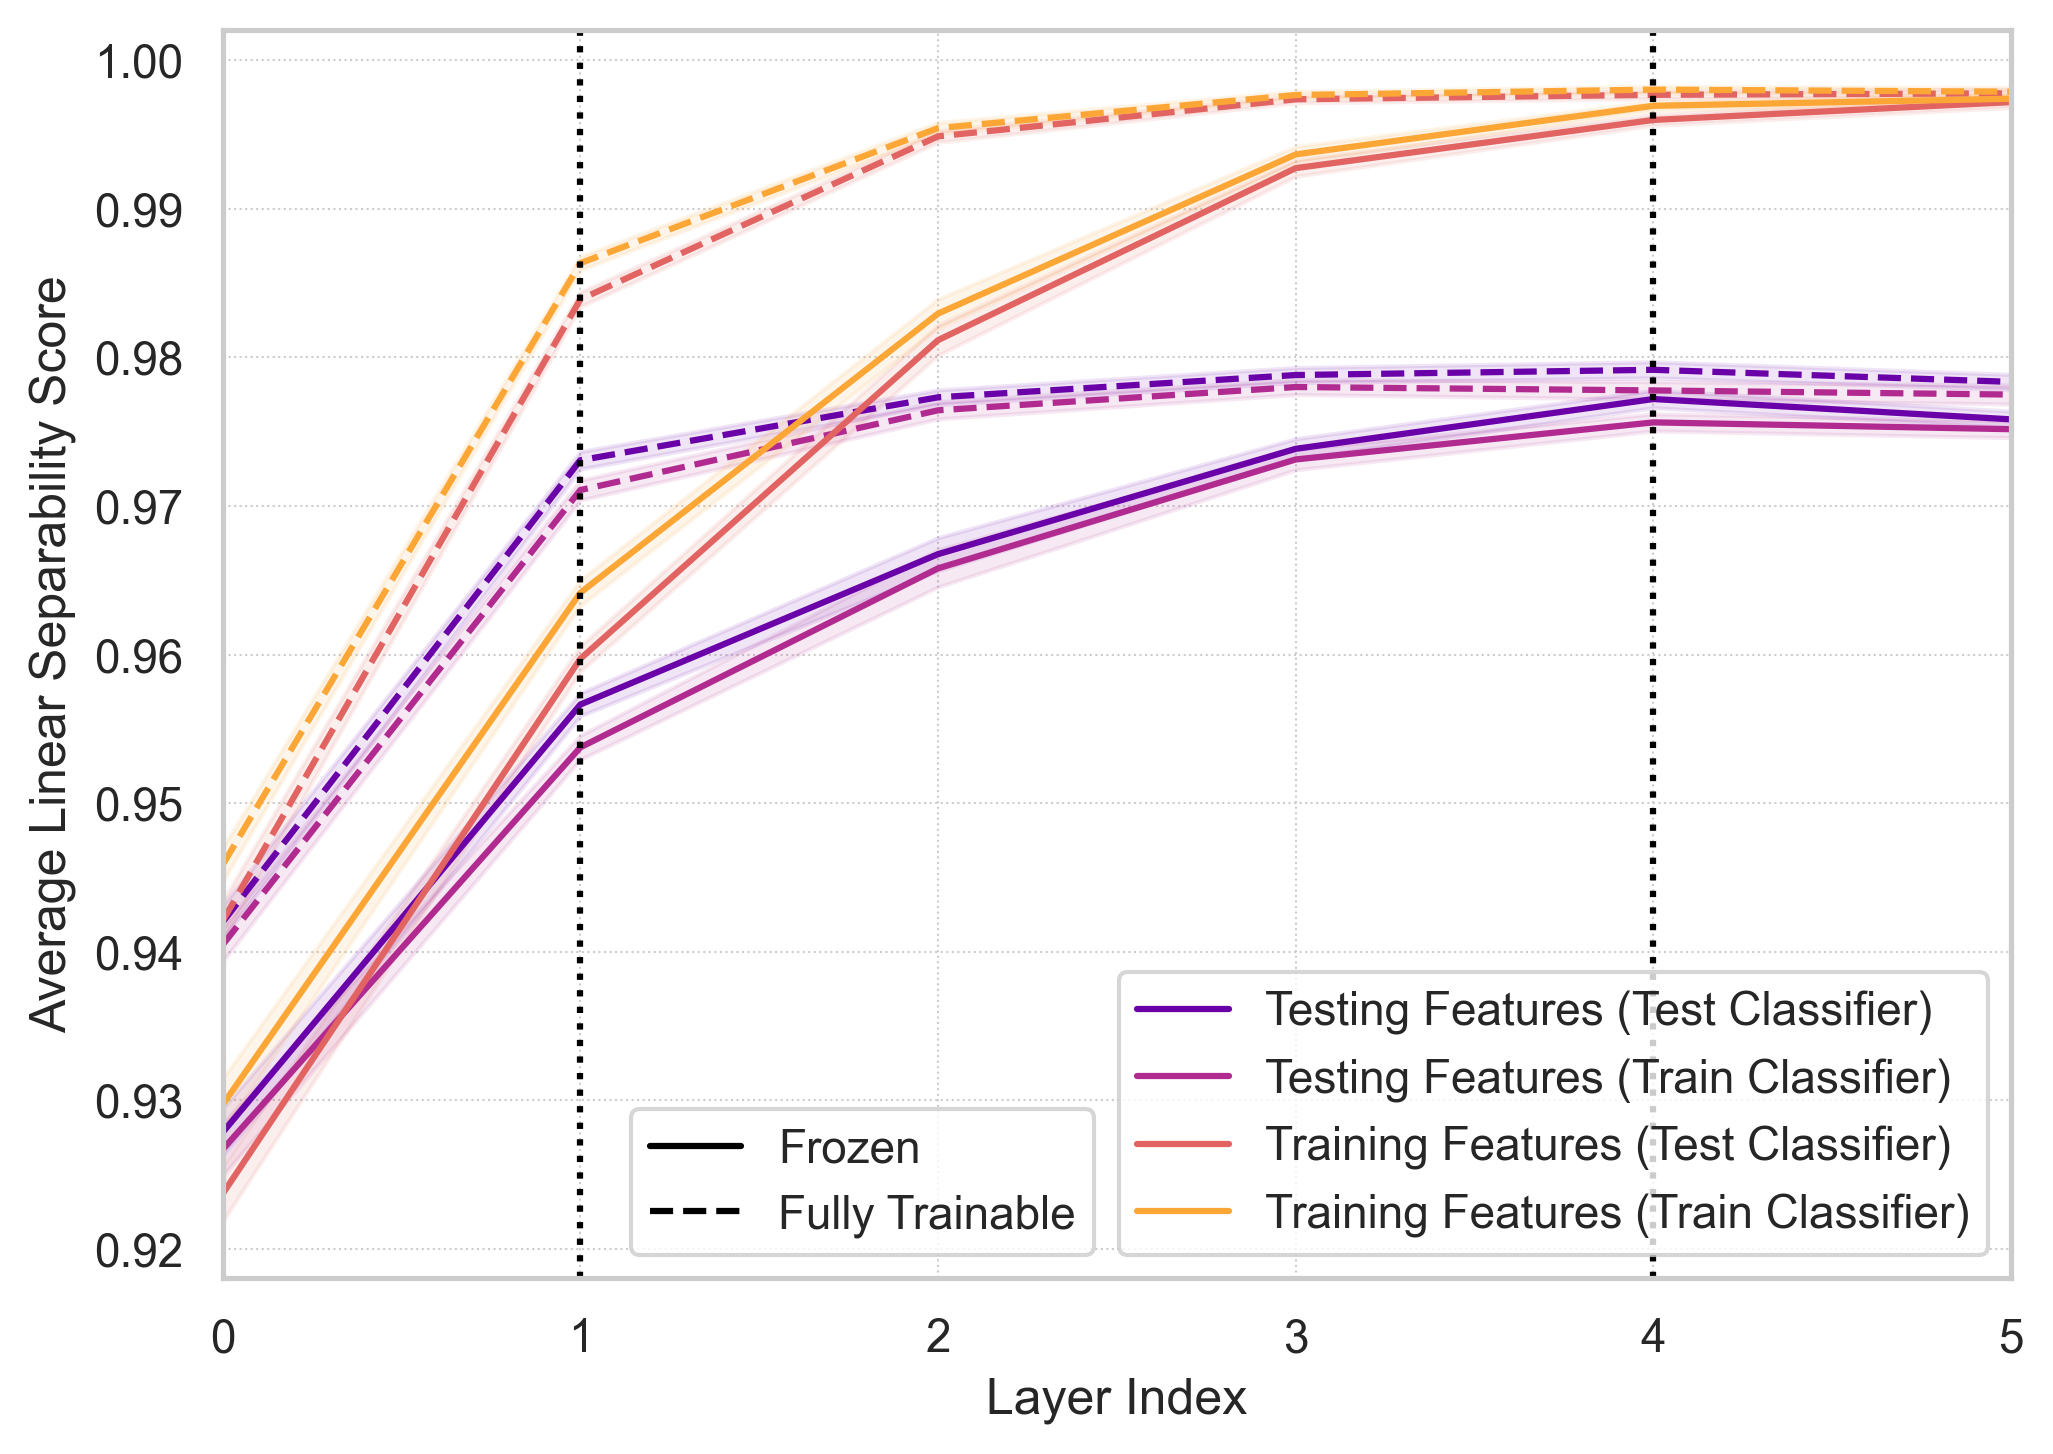 1.00
0.99
0.98
0.97
0.96
0.95
0.94
0.93
0.92
Average Linear Separability Score
Testing Features (Test Classifier)
Testing Features (Train Classifier)
Training Features (Test Classifier)
Training Features (Train Classifier)
Frozen
Fully Trainable
0 1 2 3 4 5
Layer Index